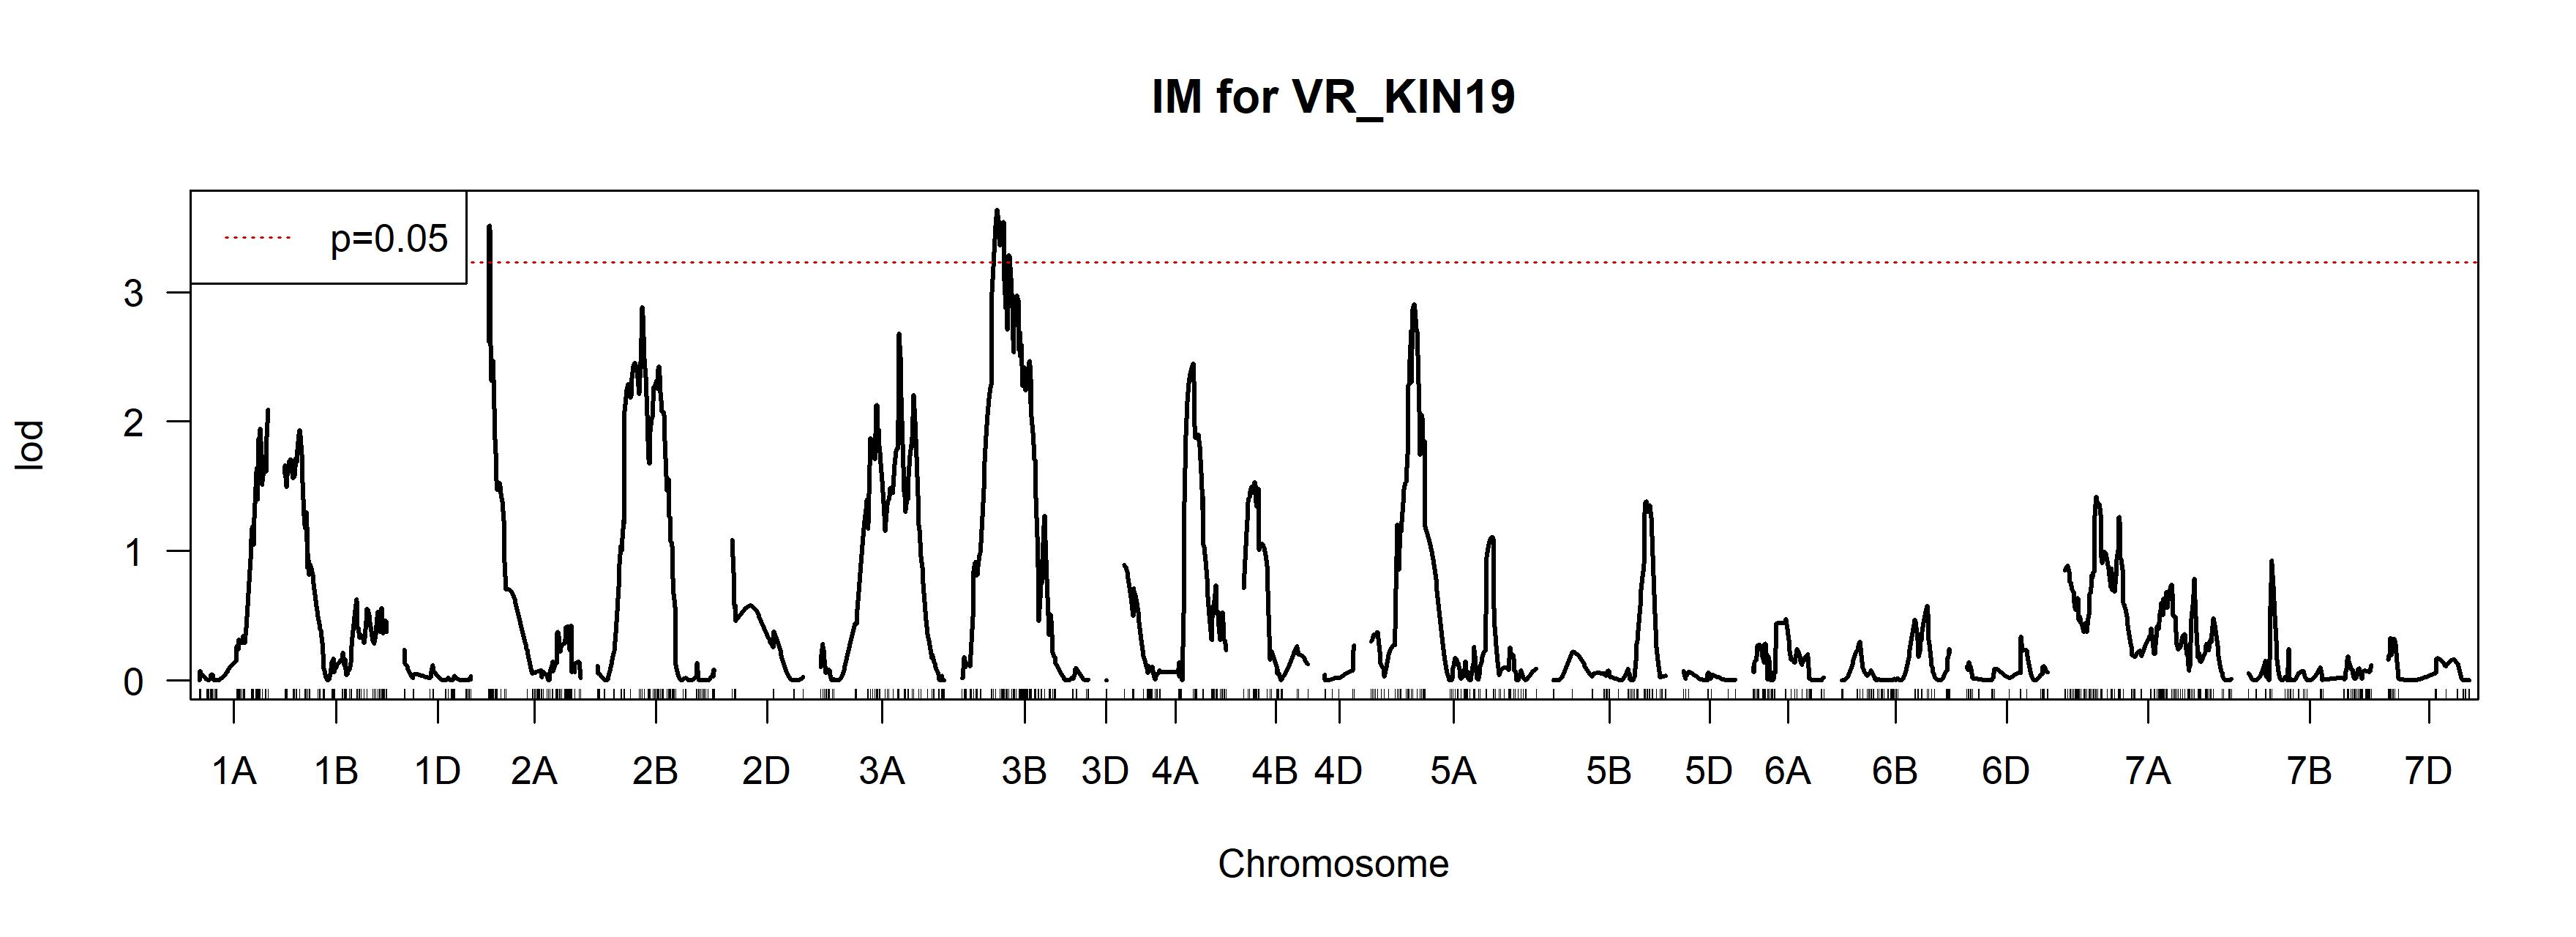 IM for VR_KIN19
p=0.05
lod
3
2
1
0
1A 1B 1D 2A 2B 2D 3A 3B 3D 4A 4B 4D 5A 5B 5D 6A 6B 6D 7A 7B 7D
Chromosome